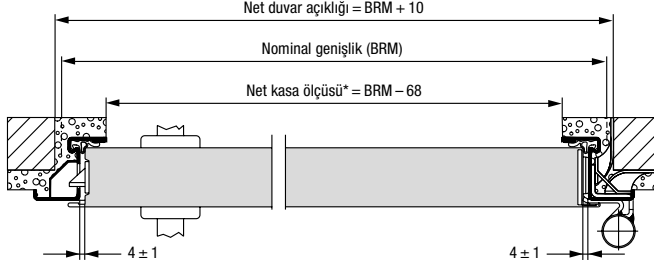 Net duvar açıklığı = BRM + 10
Nominal genişlik (BRM)
Net kasa ölçüsü* = BRM – 68
4 ± 1
4 ± 1